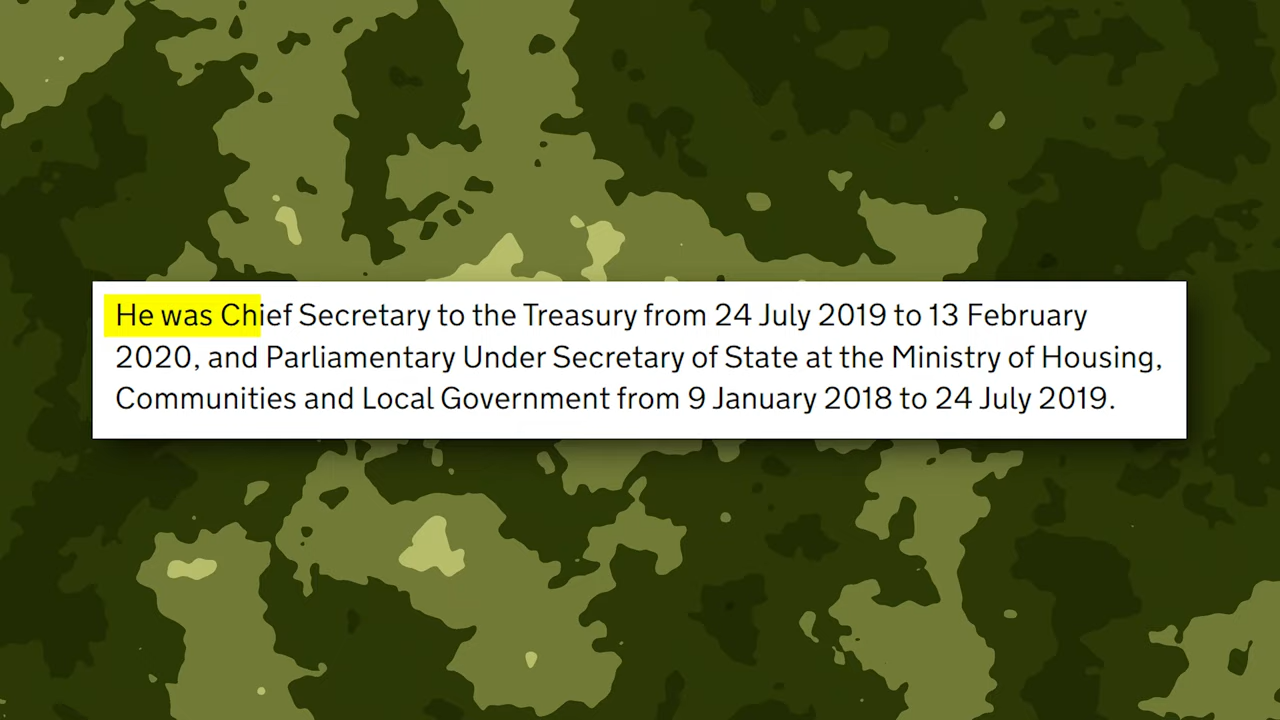 He was Chief Secretary to the Treasury from 24 July 2019 to 13 February
2020, and Parliamentary Under Secretary of State at the Ministry of Housing,
Communities and Local Government from 9 January 2018 to 24 July 2019.